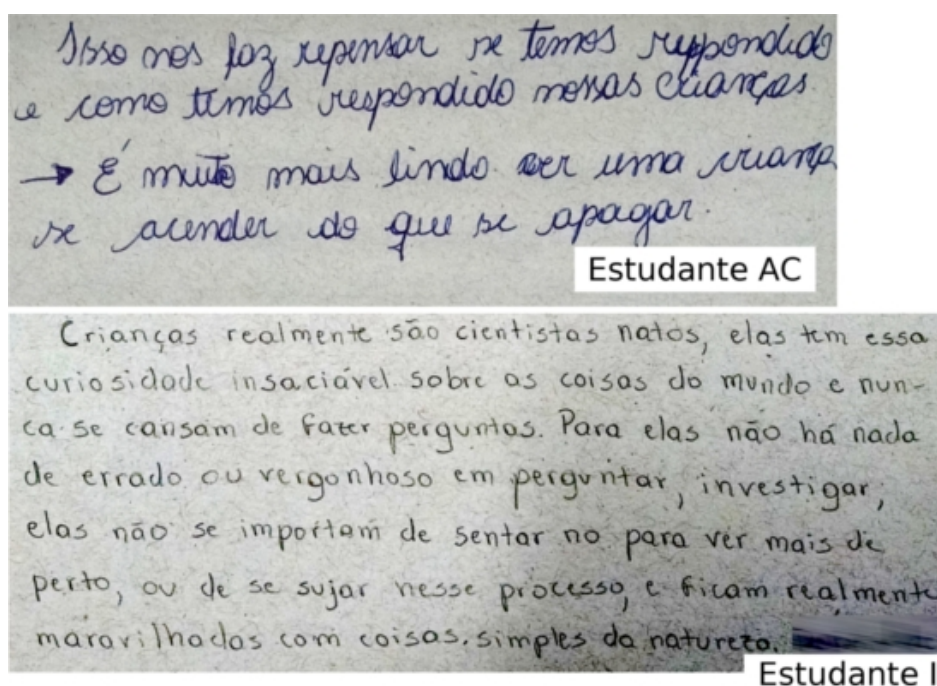 Isso nos faz repensar se temos respondido
e como temos respondido nossas crianças.
→ É muito mais lindo ver uma criança
se acender do que se apagar.
Estudante AC
Crianças realmente são cientistas natos, elas tem essa
curiosidade insaciável sobre as coisas do mundo e nun-
ca se cansam de fazer perguntas. Para elas não há nada
de errado ou vergonhoso em perguntar, investigar,
elas não se importam de sentar no para ver mais de
perto, ou de se sujar nesse processo, e ficam realmente
maravilhadas com coisas simples da natureza.
Estudante I